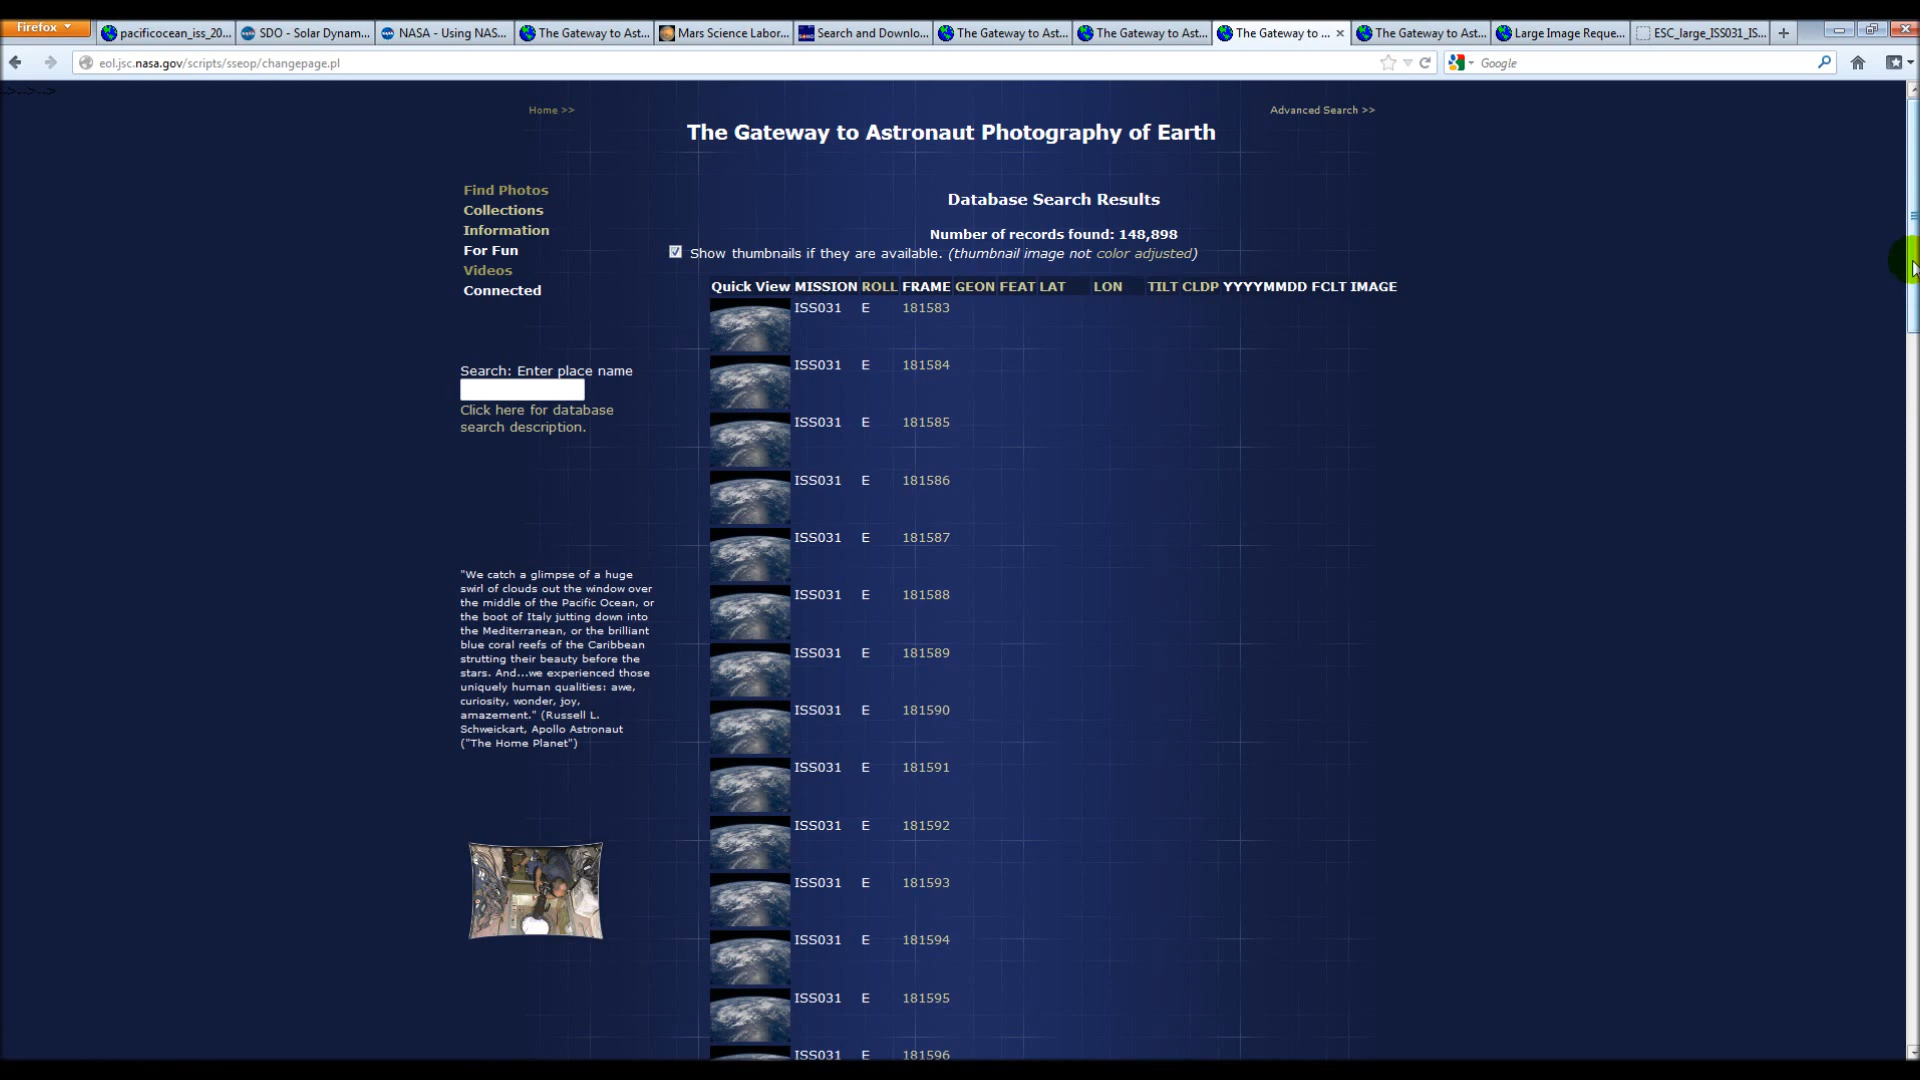 Firefox
pacificocean_iss_20...
SDO - Solar Dynam...
NASA - Using NAS...
The Gateway to Ast...
Mars Science Labor...
Search and Downlo...
The Gateway to Ast...
The Gateway to Ast...
The Gateway to ...
The Gateway to Ast...
Large Image Reque...
ESC_large_ISS031_IS...
eol.jsc.nasa.gov/scripts/sseop/changepage.pl
Google
-->-->-->
Home >>
Advanced Search >>
The Gateway to Astronaut Photography of Earth
Find Photos
Collections
Information
For Fun
Videos
Connected
Search: Enter place name
Click here for database
search description.
"We catch a glimpse of a huge
swirl of clouds out the window over
the middle of the Pacific Ocean, or
the boot of Italy jutting down into
the Mediterranean, or the brilliant
blue coral reefs of the Caribbean
strutting their beauty before the
stars. And...we experienced those
uniquely human qualities: awe,
curiosity, wonder, joy,
amazement." (Russell L.
Schweickart, Apollo Astronaut
("The Home Planet")
Database Search Results
Number of records found: 148,898
Show thumbnails if they are available. (thumbnail image not color adjusted)
Quick View MISSION ROLL FRAME GEON FEAT LAT LON TILT CLDP YYYYMMDD FCLT IMAGE
ISS031 E 181583
ISS031 E 181584
ISS031 E 181585
ISS031 E 181586
ISS031 E 181587
ISS031 E 181588
ISS031 E 181589
ISS031 E 181590
ISS031 E 181591
ISS031 E 181592
ISS031 E 181593
ISS031 E 181594
ISS031 E 181595
ISS031 E 181596